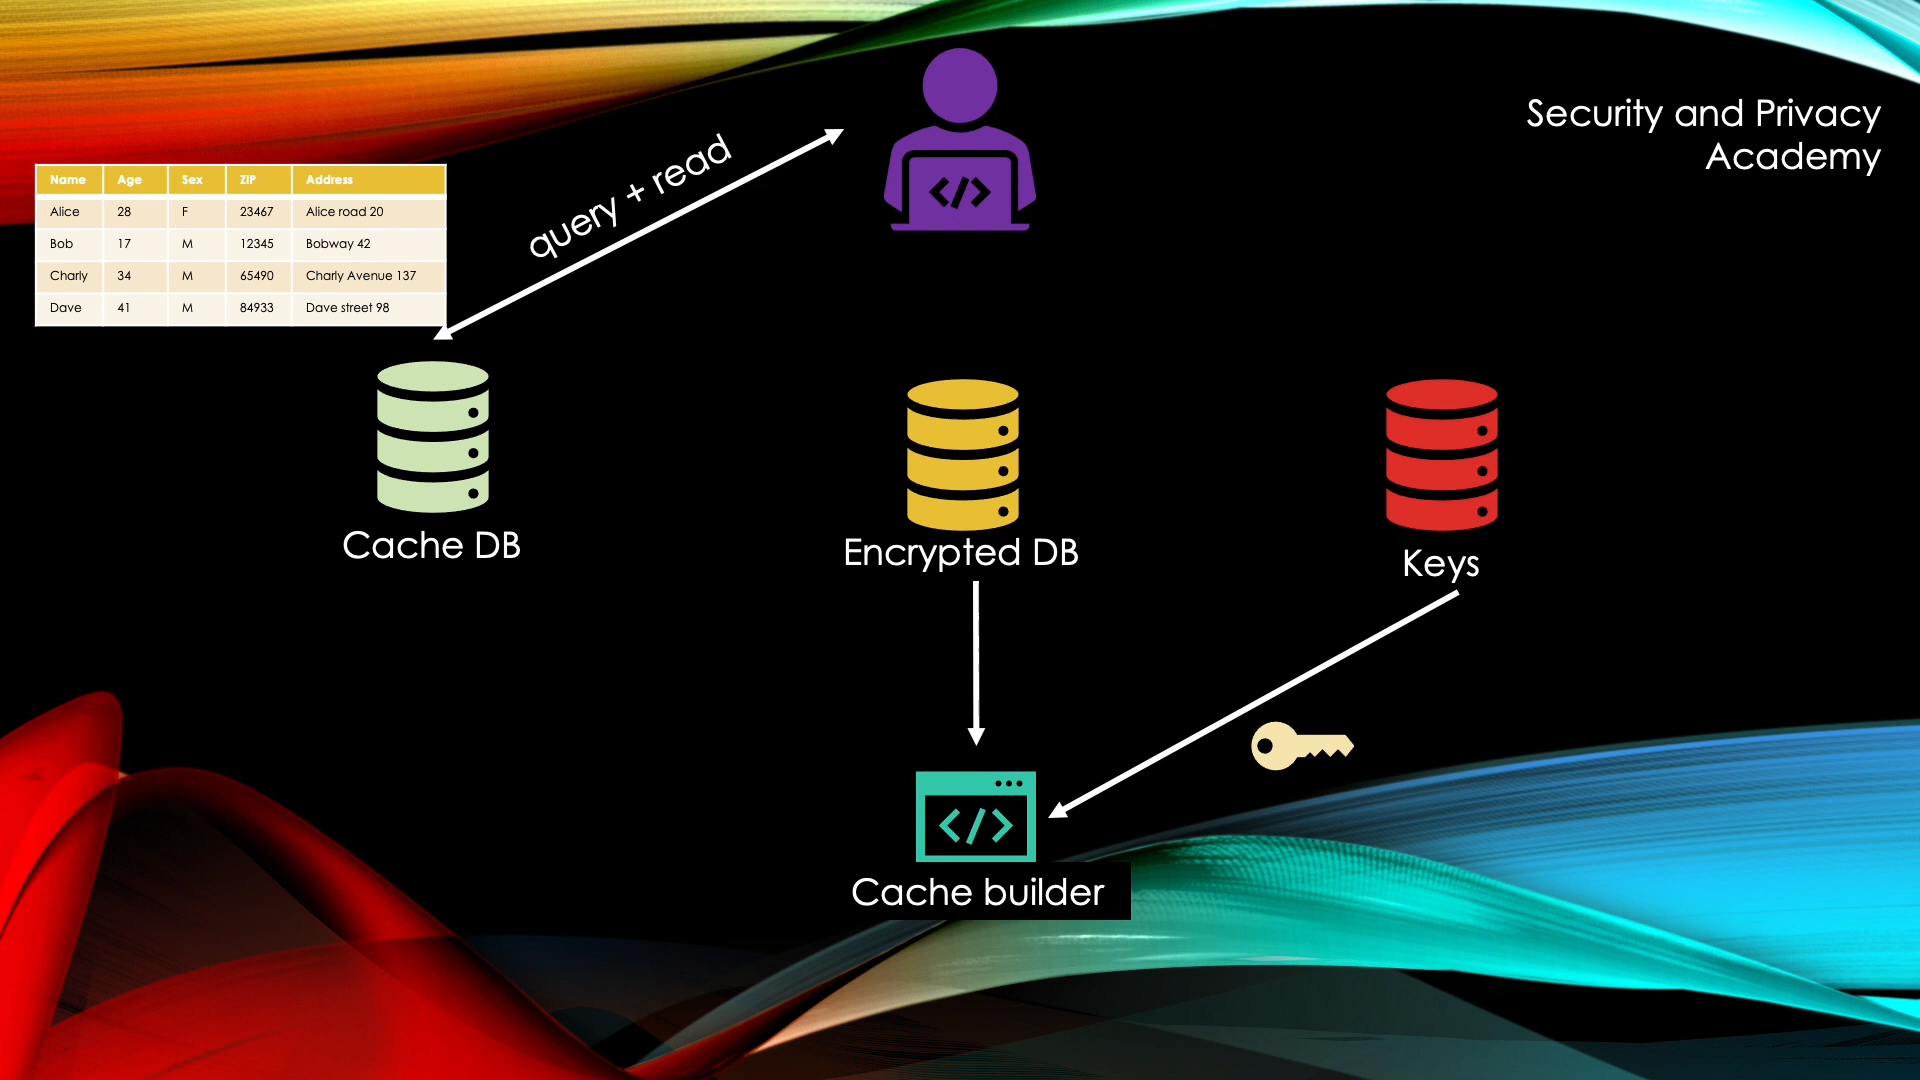 Security and Privacy
Academy
query + read
Name Age Sex ZIP Address
Alice 28 F 23467 Alice road 20
Bob 17 M 12345 Bobway 42
Charly 34 M 65490 Charly Avenue 137
Dave 41 M 84933 Dave street 98
</>
Cache DB
Encrypted DB
Keys
</>
Cache builder